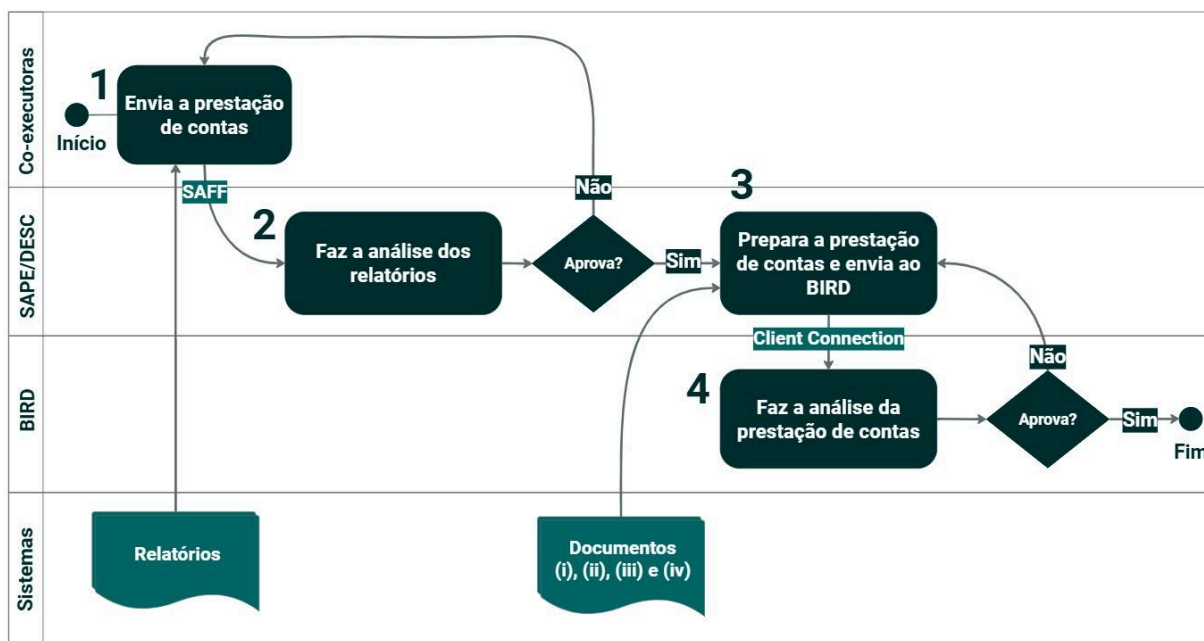 Co-executoras
1
Envia a prestação
de contas
Início
SAFF
Não
SAPE/DESC
2
Faz a análise dos
relatórios
Aprova?
Sim
3
Prepara a prestação
de contas e envia ao
BIRD
Client Connection
Não
BIRD
4
Faz a análise da
prestação de contas
Aprova?
Sim
Fim
Sistemas
Relatórios
Documentos
(i), (ii), (iii) e (iv)